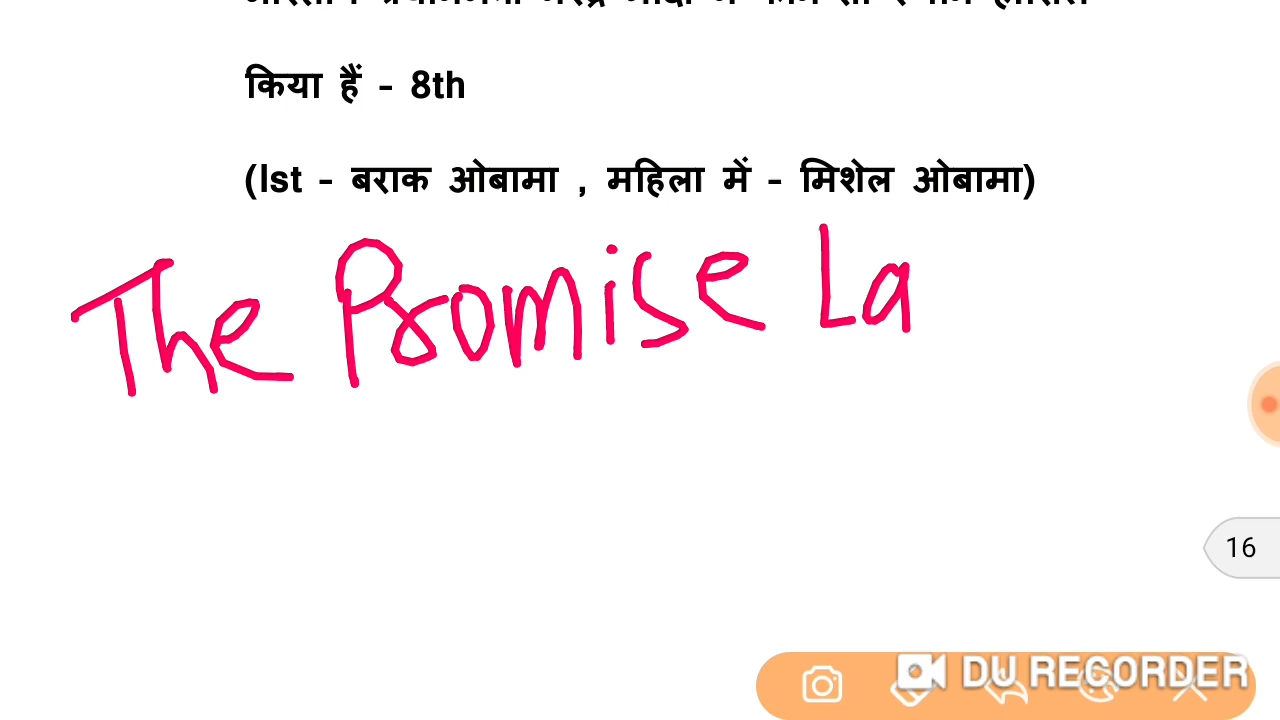 किया हैं - 8th
(Ist - बराक ओबामा , महिला में - मिशेल ओबामा)
The Promise La
16
DU RECORDER